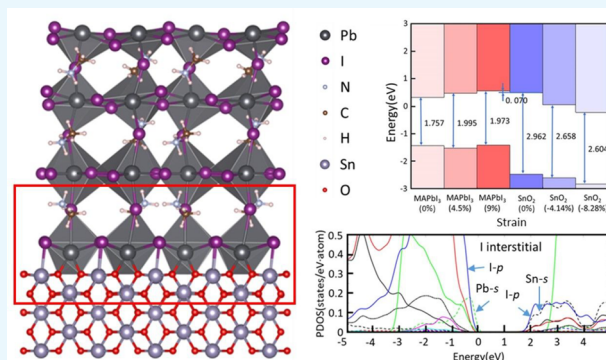 Pb
I
N
C
H
Sn
O
3
2
1
0
-1
-2
-3
Energy(eV)
1.757
1.995
1.973
0.070
2.962
2.658
2.604
MAPbI3
(0%)
MAPbI3
(4.5%)
MAPbI3
(9%)
SnO2
(0%)
SnO2
(-4.14%)
SnO2
(-8.28%)
Strain
0.5
0.4
0.3
0.2
0.1
0
PDOS(states/eV·atom)
I interstitial
I-p
Pb-s
I-p
Sn-s
-5
-4
-3
-2
-1
0
1
2
3
4
Energy(eV)